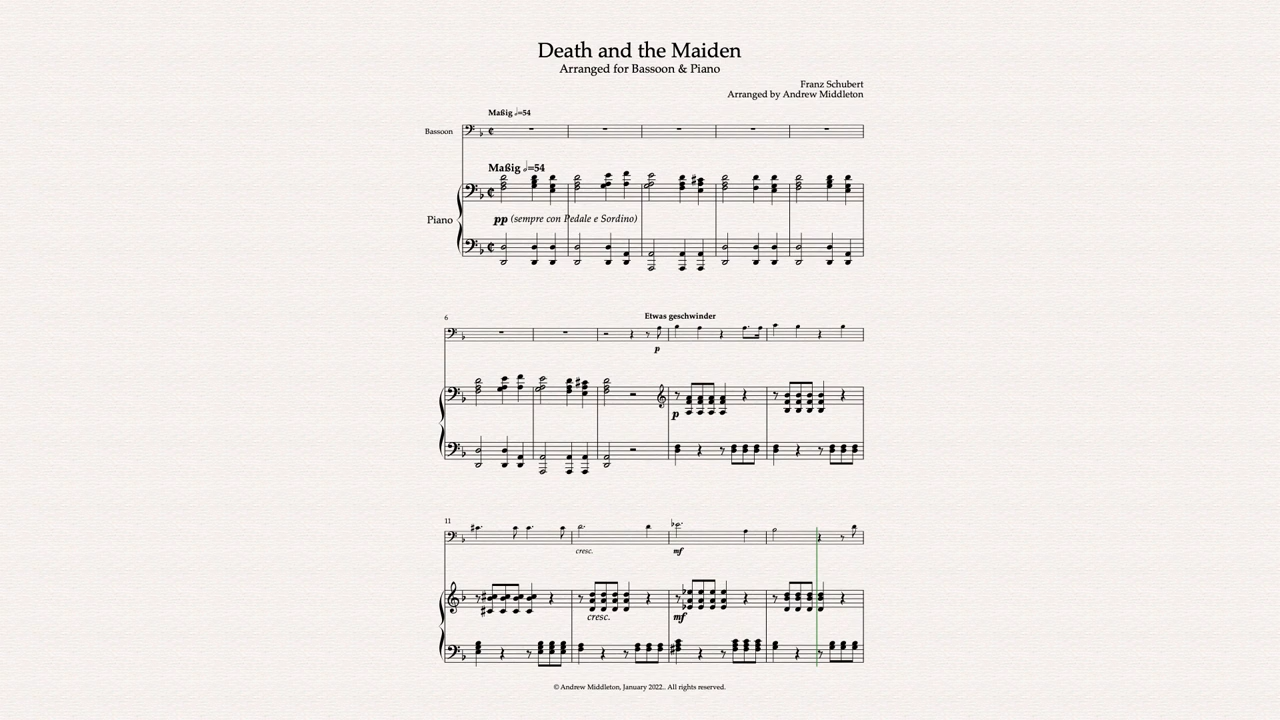 Death and the Maiden
Arranged for Bassoon & Piano
Franz Schubert
Arranged by Andrew Middleton
Maßig 𝅗𝅥=54
Bassoon
Maßig 𝅗𝅥=54
Piano
pp (sempre con Pedale e Sordino)
6
Etwas geschwinder
p
p
11
cresc.
mf
cresc.
mf
© Andrew Middleton, January 2022.. All rights reserved.